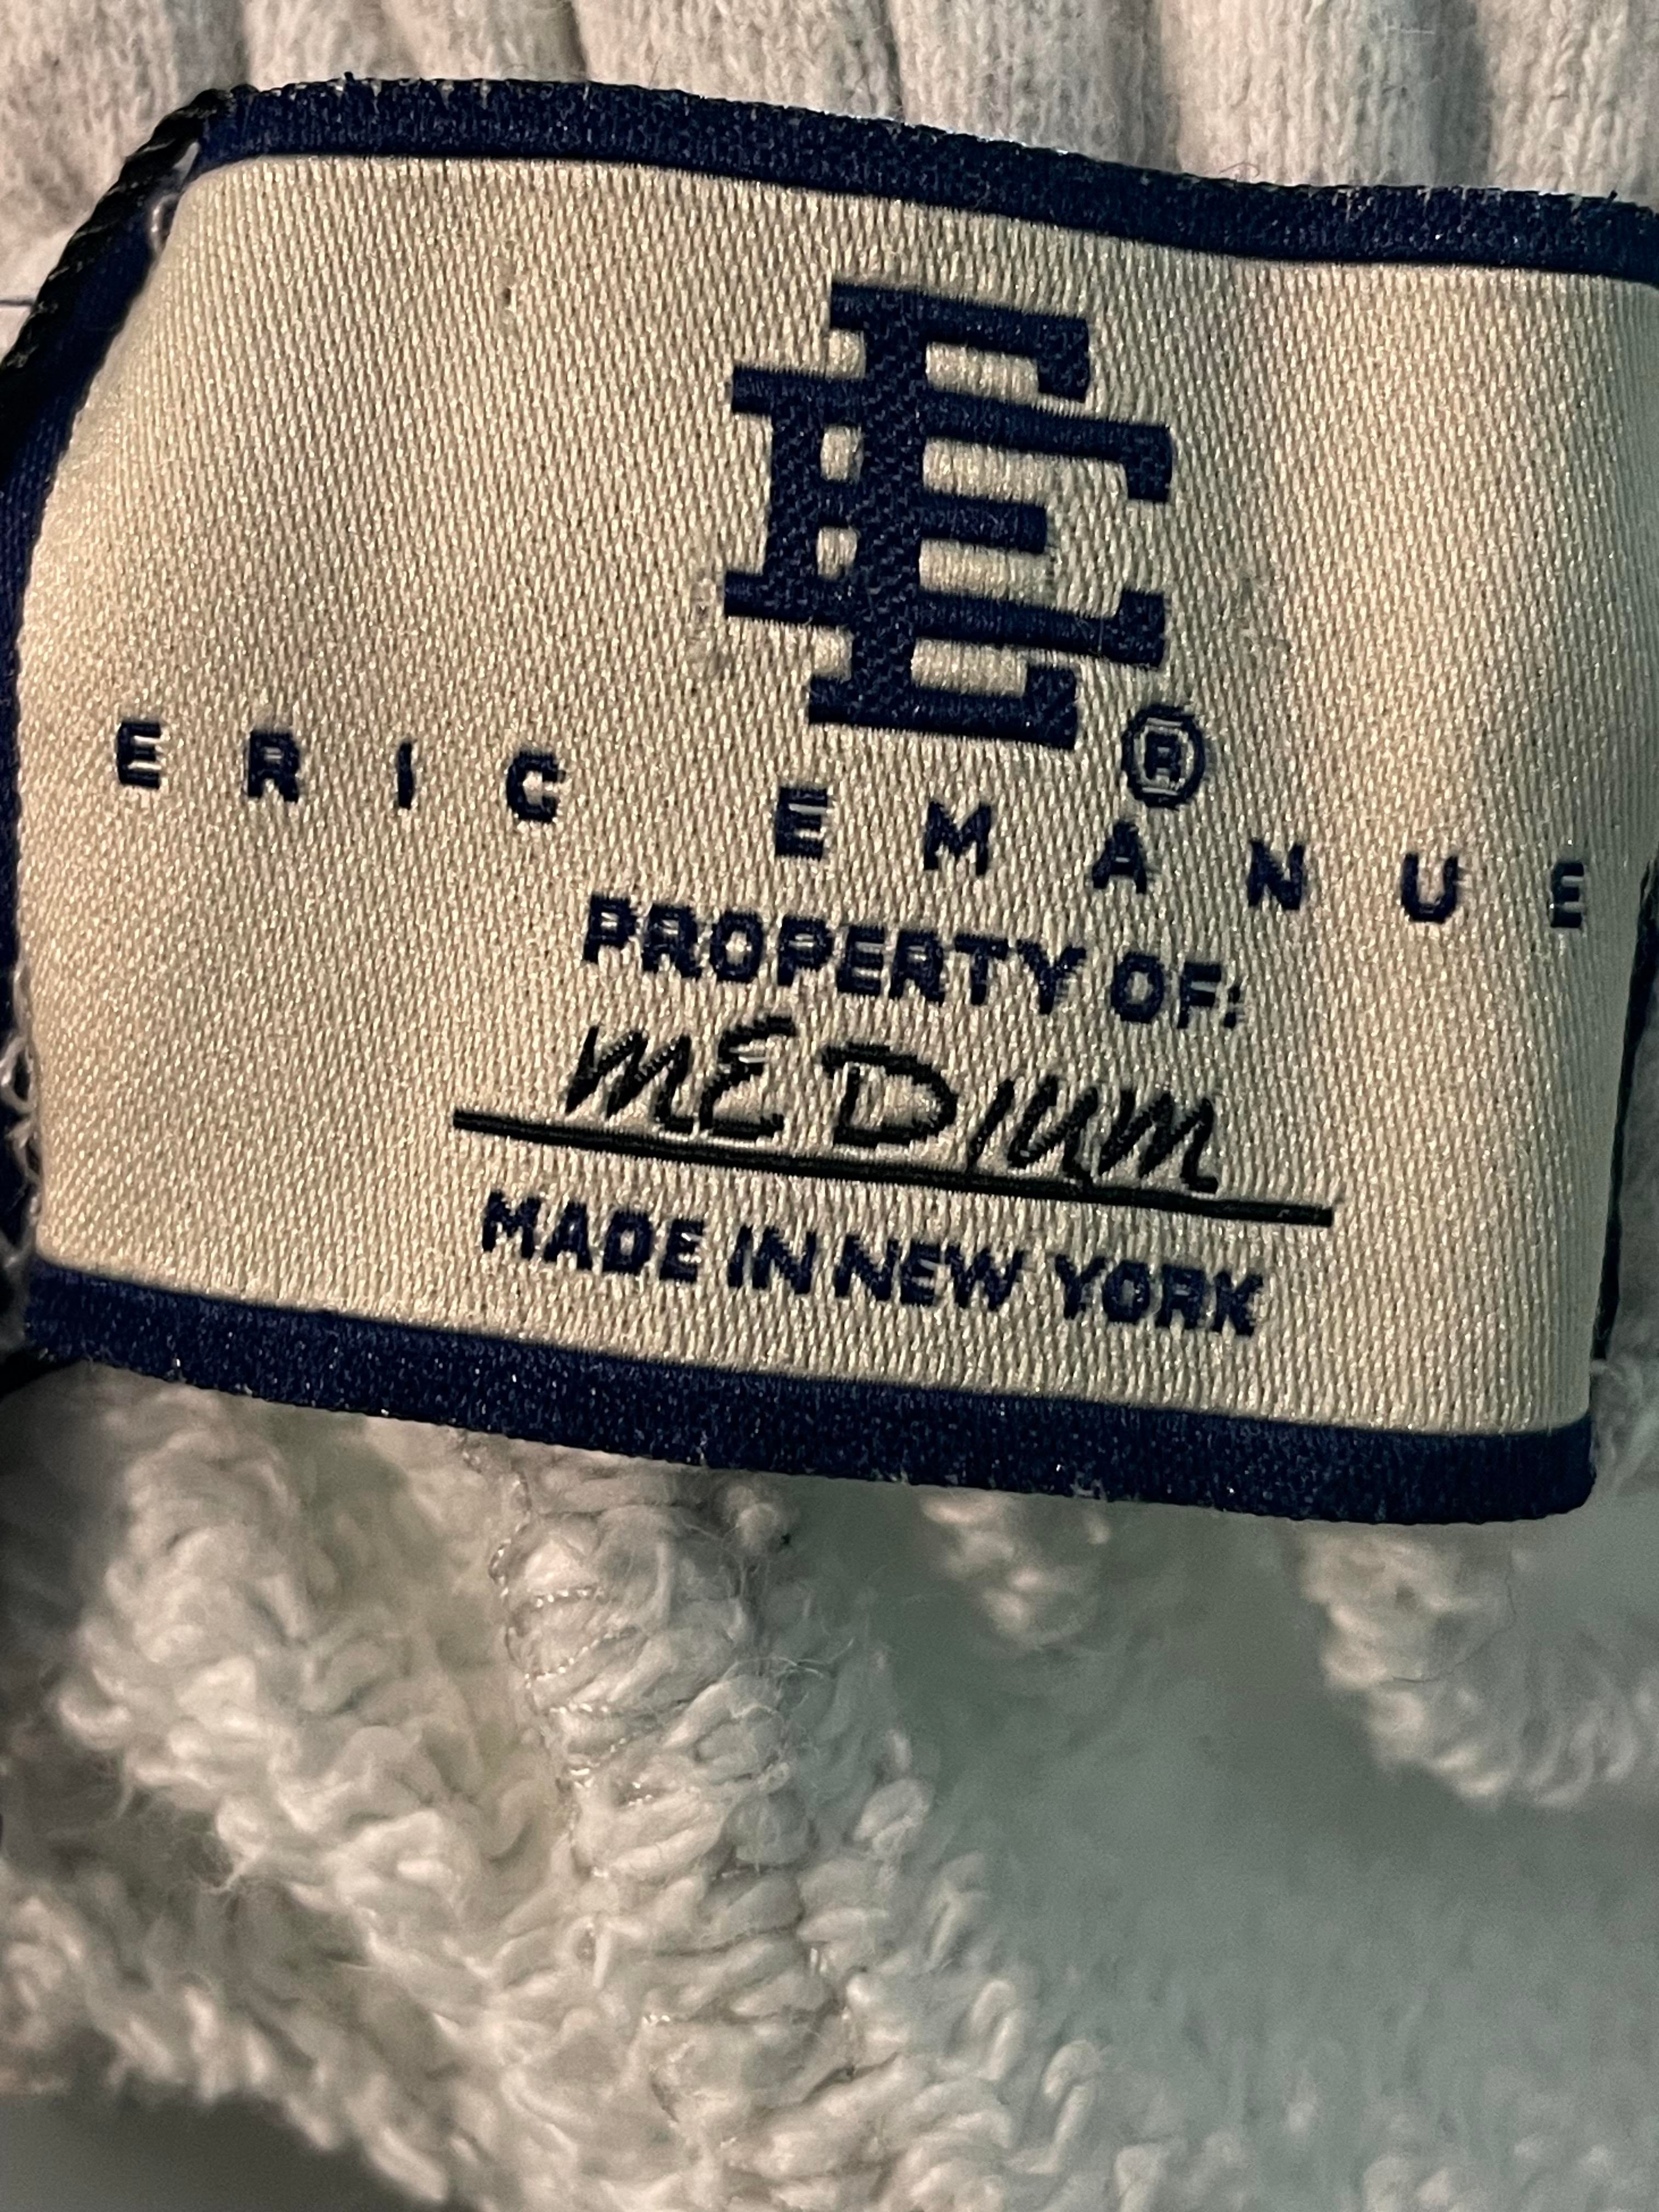 EE®
ERIC EMANUE
PROPERTY OF:
MEDIUM
MADE IN NEW YORK